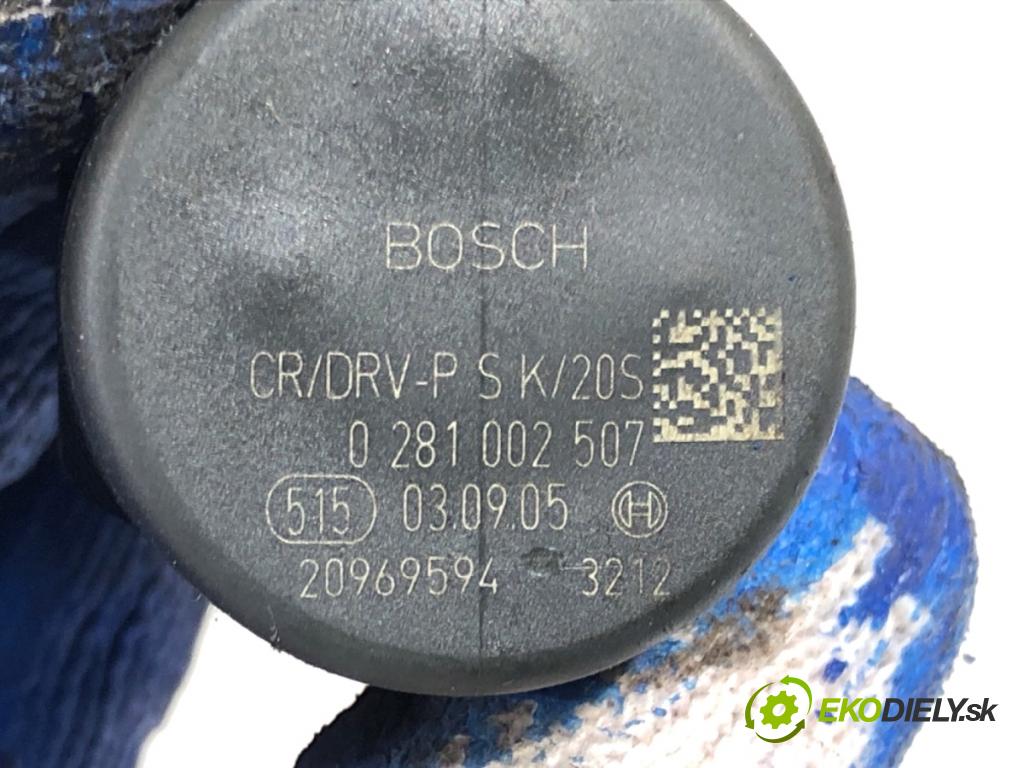 BOSCH
CR/DRV-P S K/20S
0 281 002 507
515 03.09.05
20969594 3212
EKODIELY.sk